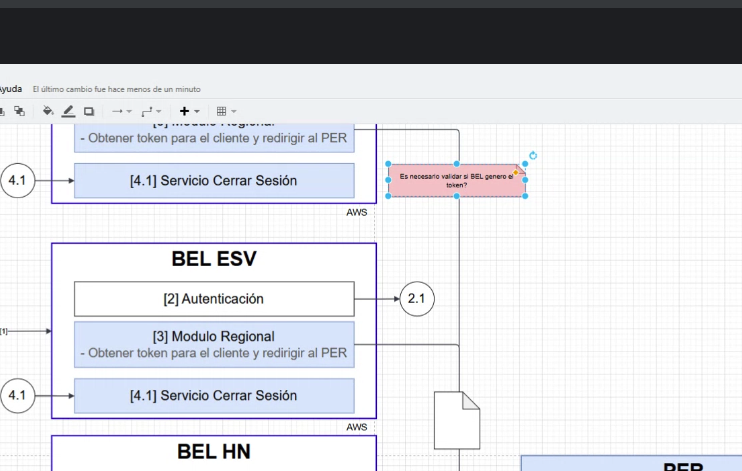 Ayuda El último cambio fue hace menos de un minuto
[3] Modulo Regional
- Obtener token para el cliente y redirigir al PER
4.1
[4.1] Servicio Cerrar Sesión
Es necesario validar si BEL genero el
token?
AWS
BEL ESV
[2] Autenticación
2.1
[1]
[3] Modulo Regional
- Obtener token para el cliente y redirigir al PER
4.1
[4.1] Servicio Cerrar Sesión
AWS
BEL HN
PER